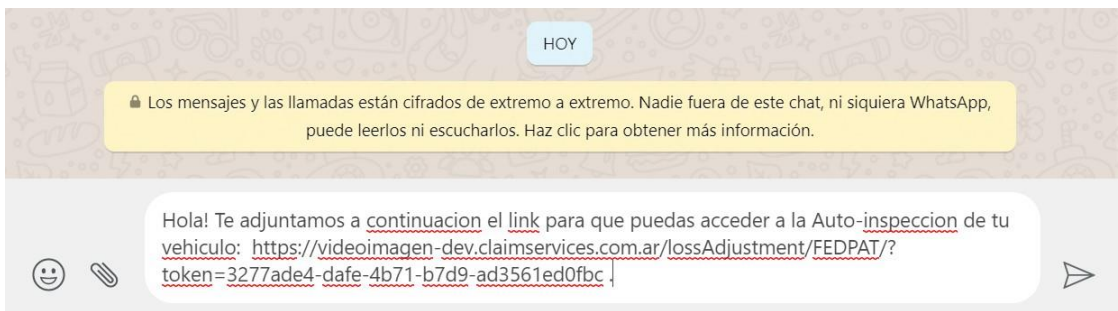 HOY
Los mensajes y las llamadas están cifrados de extremo a extremo. Nadie fuera de este chat, ni siquiera WhatsApp,
puede leerlos ni escucharlos. Haz clic para obtener más información.
Hola! Te adjuntamos a continuacion el link para que puedas acceder a la Auto-inspeccion de tu
vehiculo:  https://videoimagen-dev.claimservices.com.ar/lossAdjustment/FEDPAT/?
token=3277ade4-dafe-4b71-b7d9-ad3561ed0fbc .